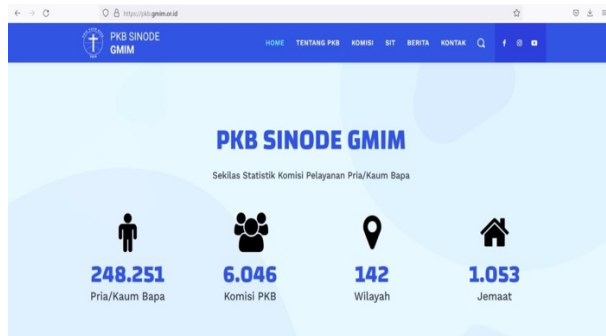 https://pkb.gmim.or.id
PKB SINODE
GMIM
HOME TENTANG PKB KOMISI SIT BERITA KONTAK
PKB SINODE GMIM
Sekilas Statistik Komisi Pelayanan Pria/Kaum Bapa
248.251 6.046 142 1.053
Pria/Kaum Bapa Komisi PKB Wilayah Jemaat